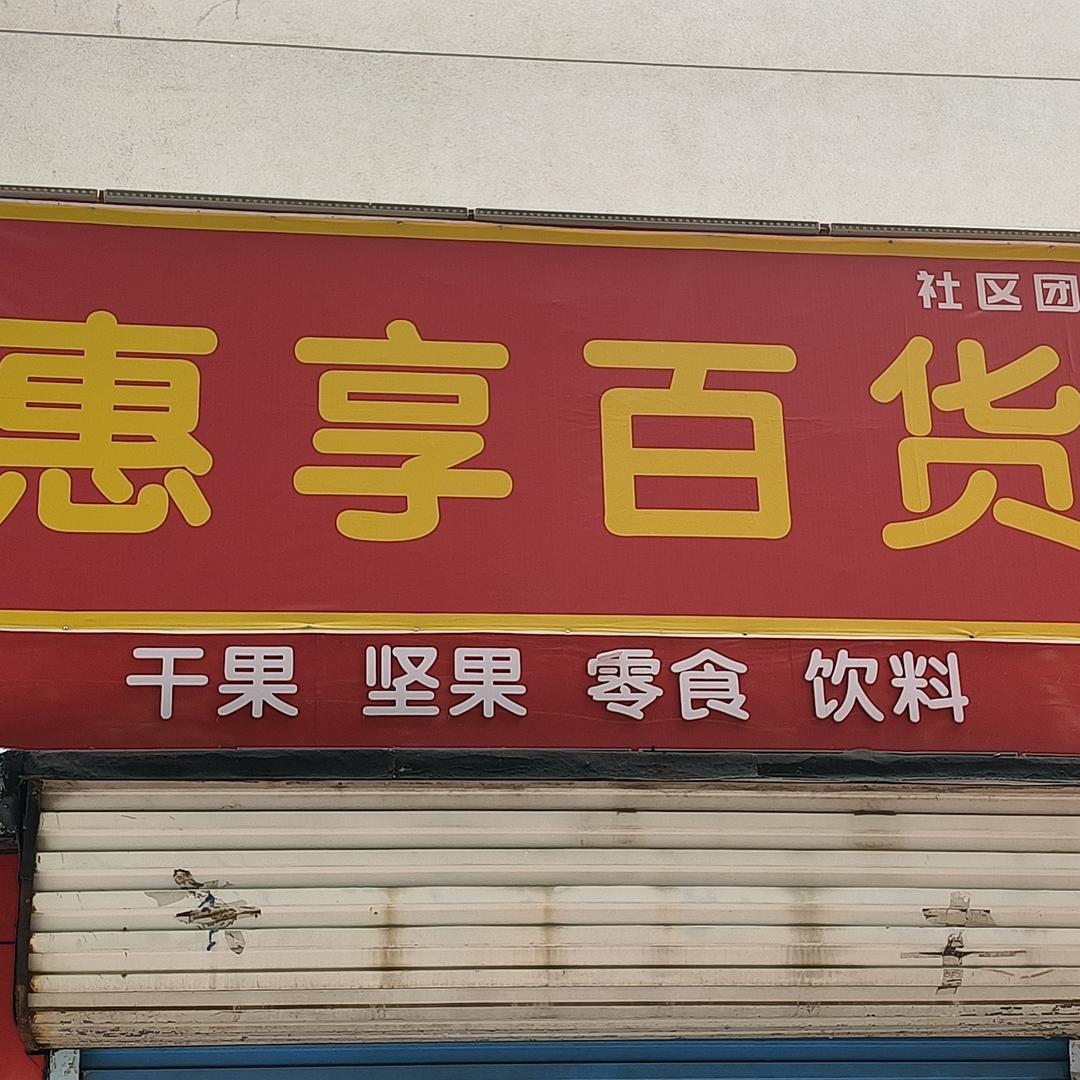 社区团
惠享百货
干果 坚果 零食 饮料